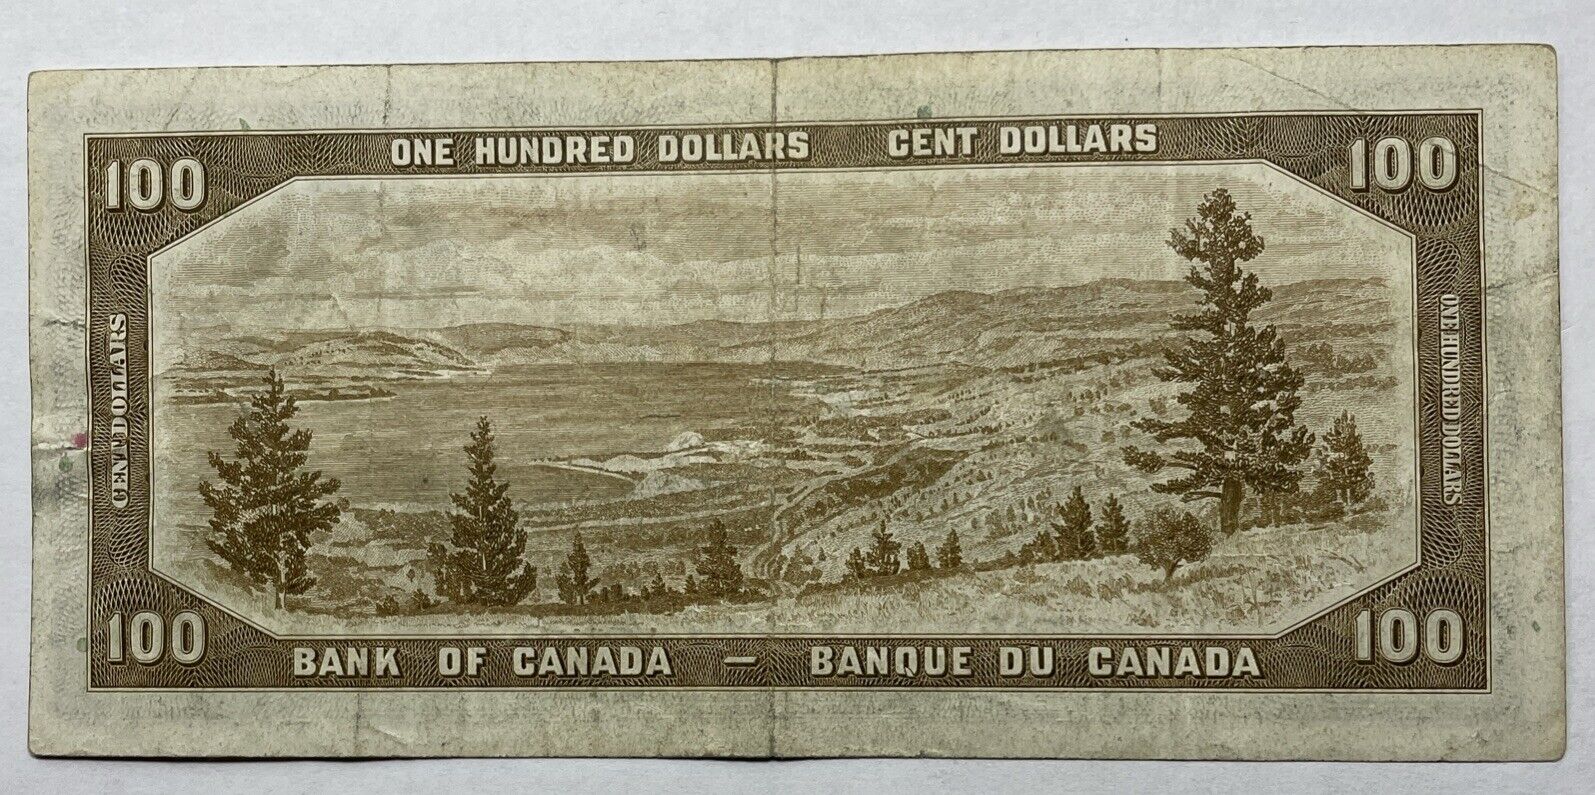 ONE HUNDRED DOLLARS CENT DOLLARS
100 100
CENT DOLLARS
ONE HUNDRED DOLLARS
100 100
BANK OF CANADA — BANQUE DU CANADA